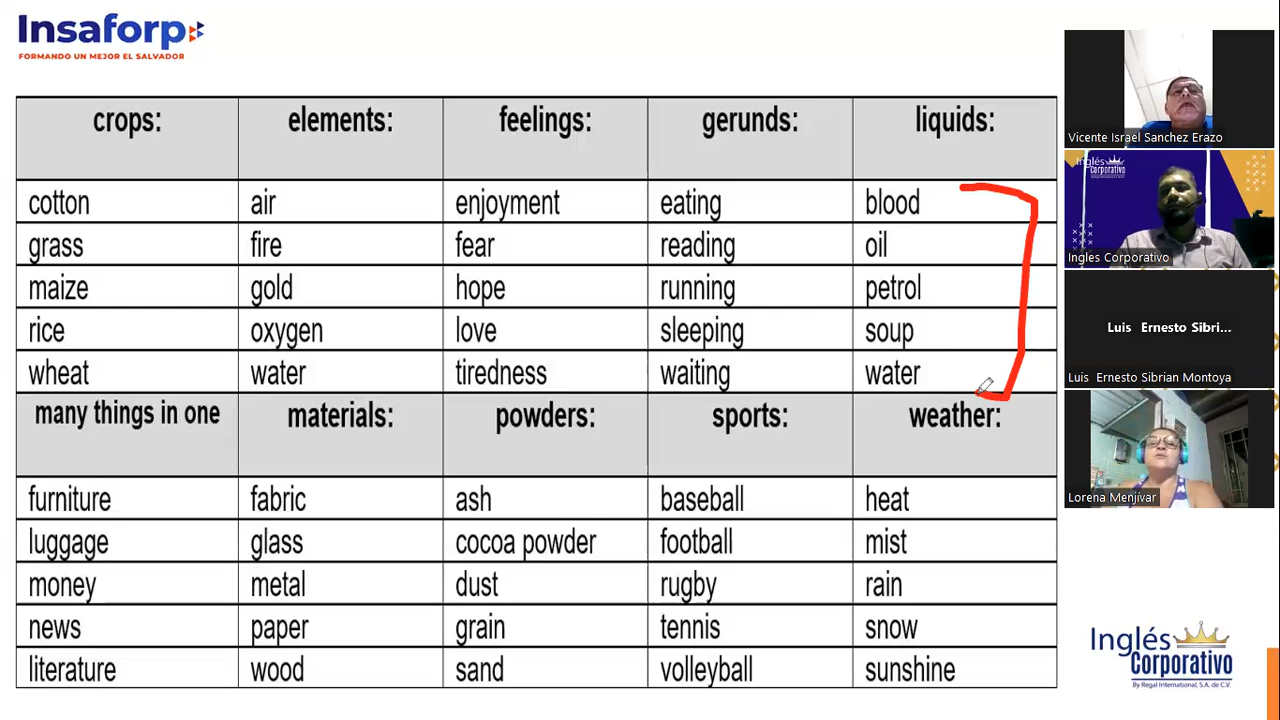 Insaforp
FORMANDO UN MEJOR EL SALVADOR
crops: elements: feelings: gerunds: liquids:
cotton air enjoyment eating blood
grass fire fear reading oil
maize gold hope running petrol
rice oxygen love sleeping soup
wheat water tiredness waiting water
many things in one materials: powders: sports: weather:
furniture fabric ash baseball heat
luggage glass cocoa powder football mist
money metal dust rugby rain
news paper grain tennis snow
literature wood sand volleyball sunshine
Vicente Israel Sanchez Erazo
Inglés
Corporativo
Ingles Corporativo
Luis Ernesto Sibri...
Luis Ernesto Sibrian Montoya
Lorena Menjívar
Inglés
Corporativo
By Regal International, S.A. de C.V.